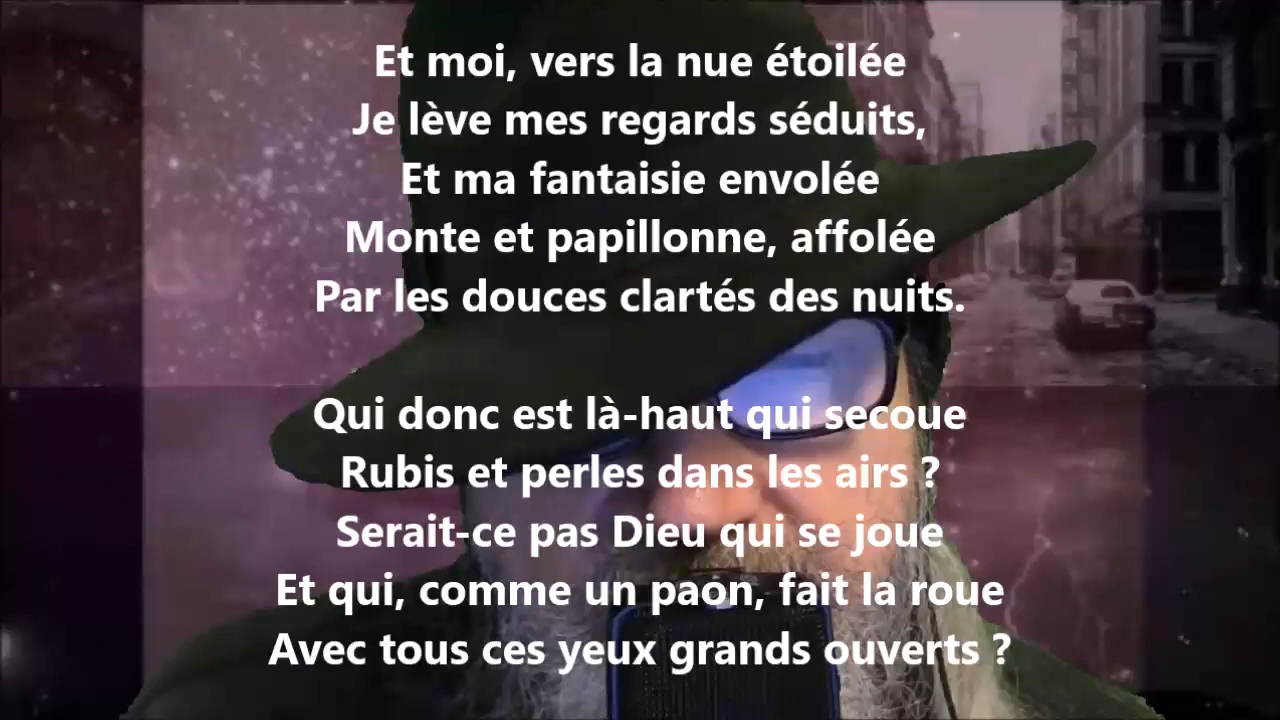 Et moi, vers la nue étoilée
Je lève mes regards séduits,
Et ma fantaisie envolée
Monte et papillonne, affolée
Par les douces clartés des nuits.
Qui donc est là-haut qui secoue
Rubis et perles dans les airs ?
Serait-ce pas Dieu qui se joue
Et qui, comme un paon, fait la roue
Avec tous ces yeux grands ouverts ?